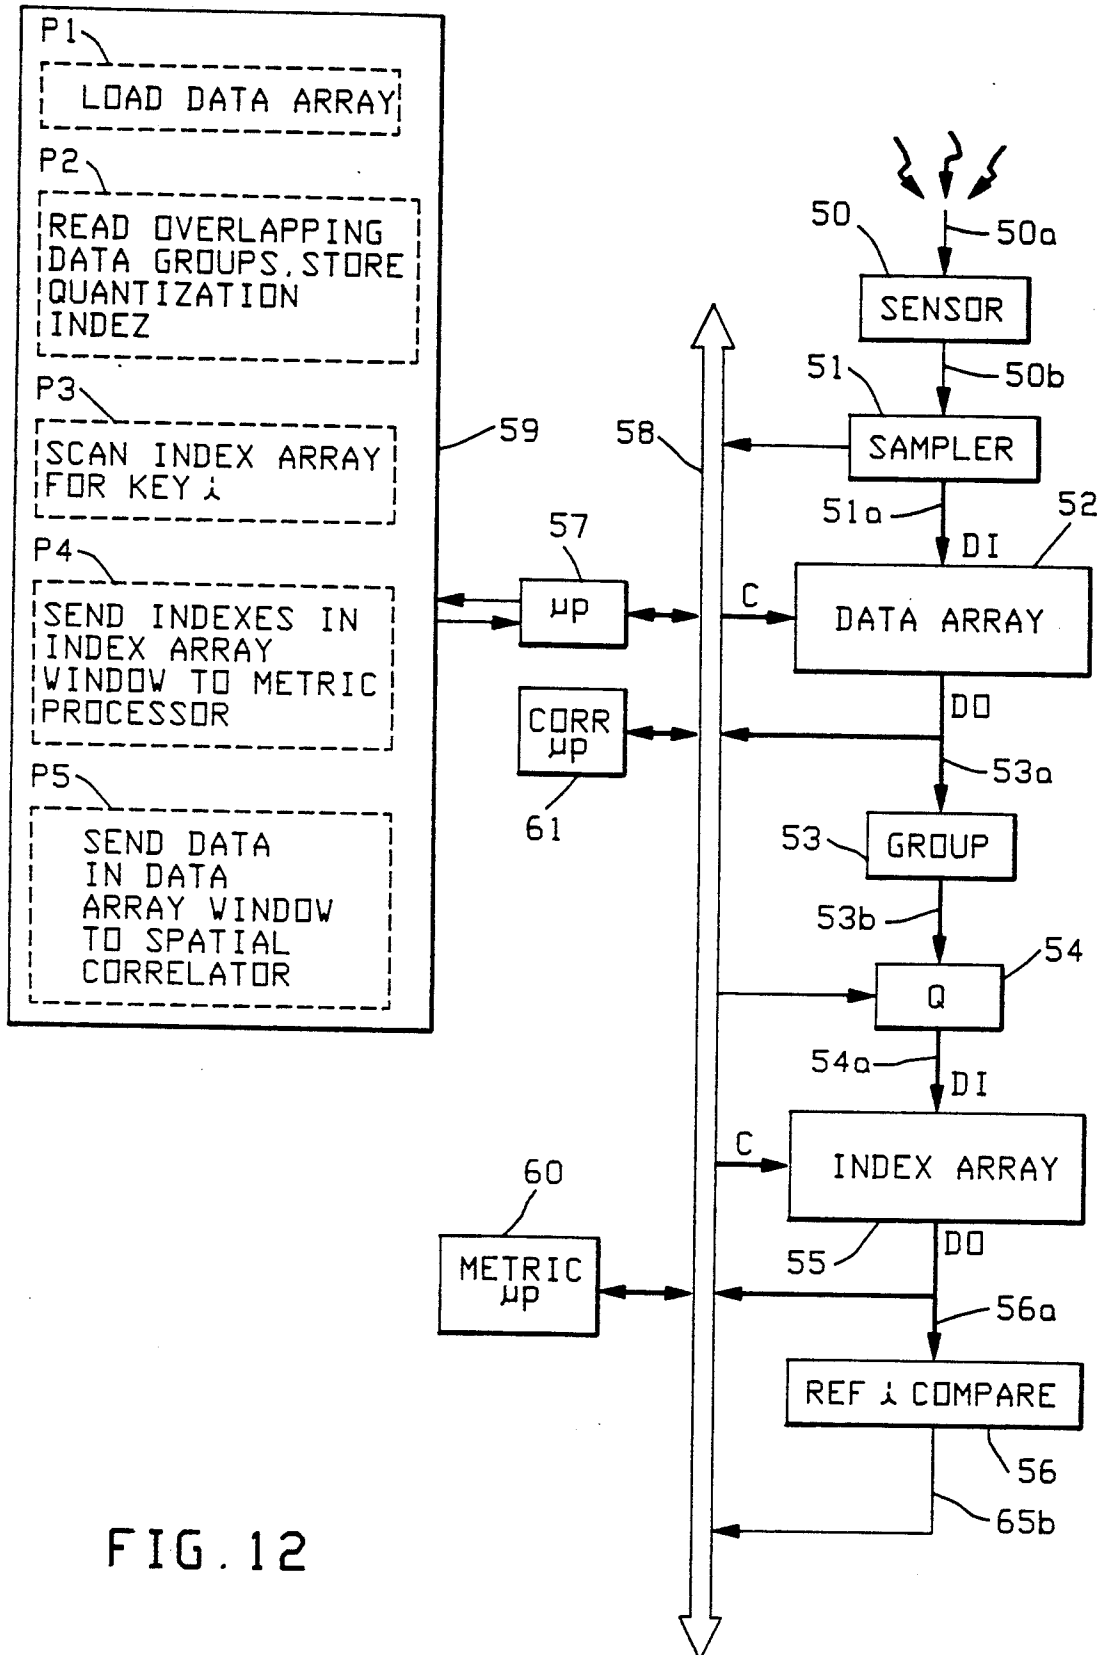 P1
LOAD DATA ARRAY
P2
READ OVERLAPPING
DATA GROUPS.STORE
QUANTIZATION
INDEZ
P3
SCAN INDEX ARRAY
FOR KEY i
P4
SEND INDEXES IN
INDEX ARRAY
WINDOW TO METRIC
PROCESSOR
P5
SEND DATA
IN DATA
ARRAY WINDOW
TO SPATIAL
CORRELATOR
59
57
µp
CORR
µp
61
60
METRIC
µp
58
50
50a
SENSOR
50b
51
SAMPLER
51a
DI
52
C
DATA ARRAY
DO
53a
53
GROUP
53b
54
Q
54a
DI
C
INDEX ARRAY
55
DO
56a
REF i COMPARE
56
65b
FIG.12